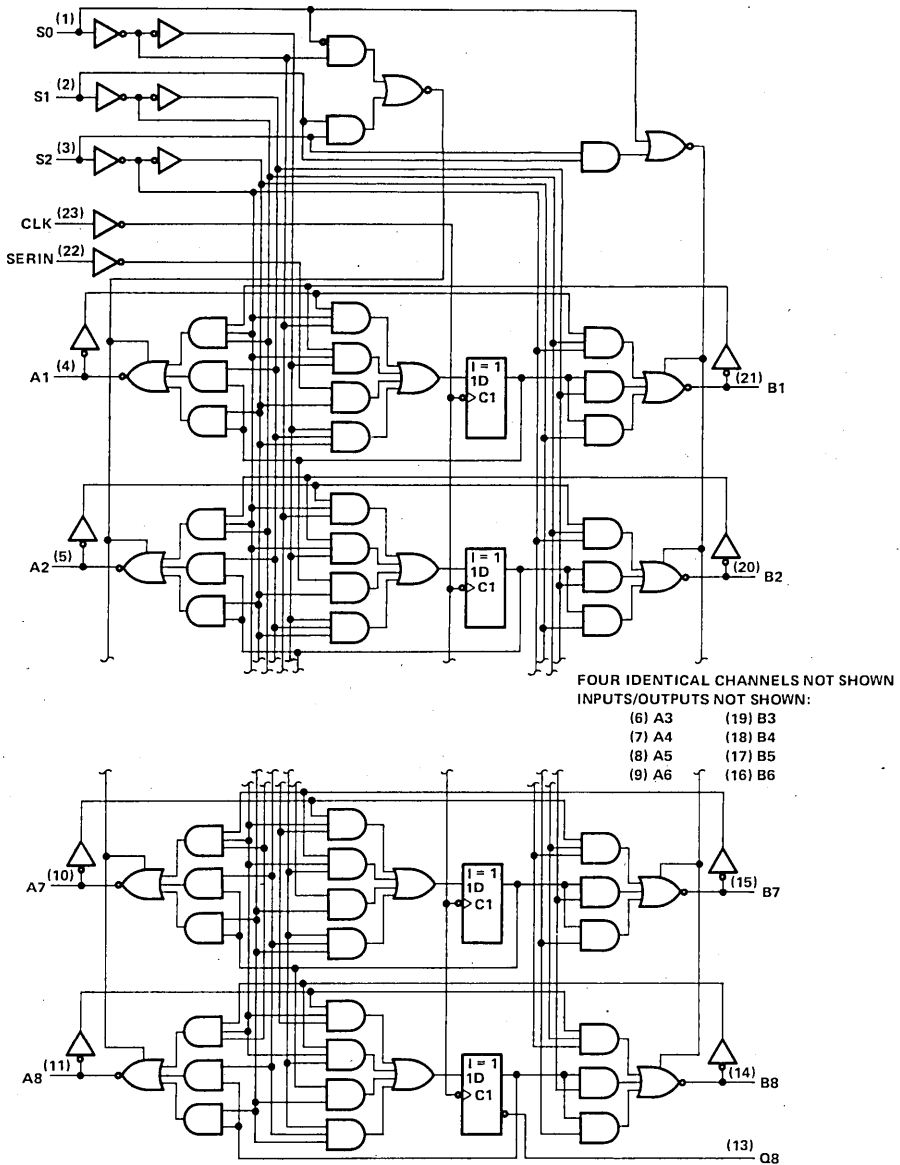 (1)
S0
(2)
S1
(3)
S2
(23)
CLK
(22)
SERIN
(4)
A1
I = 1
1D
C1
(21)
B1
(5)
A2
I = 1
1D
C1
(20)
B2
FOUR IDENTICAL CHANNELS NOT SHOWN
INPUTS/OUTPUTS NOT SHOWN:
(6) A3 (19) B3
(7) A4 (18) B4
(8) A5 (17) B5
(9) A6 (16) B6
(10)
A7
I = 1
1D
C1
(15)
B7
(11)
A8
I = 1
1D
C1
(14)
B8
(13)
Q8